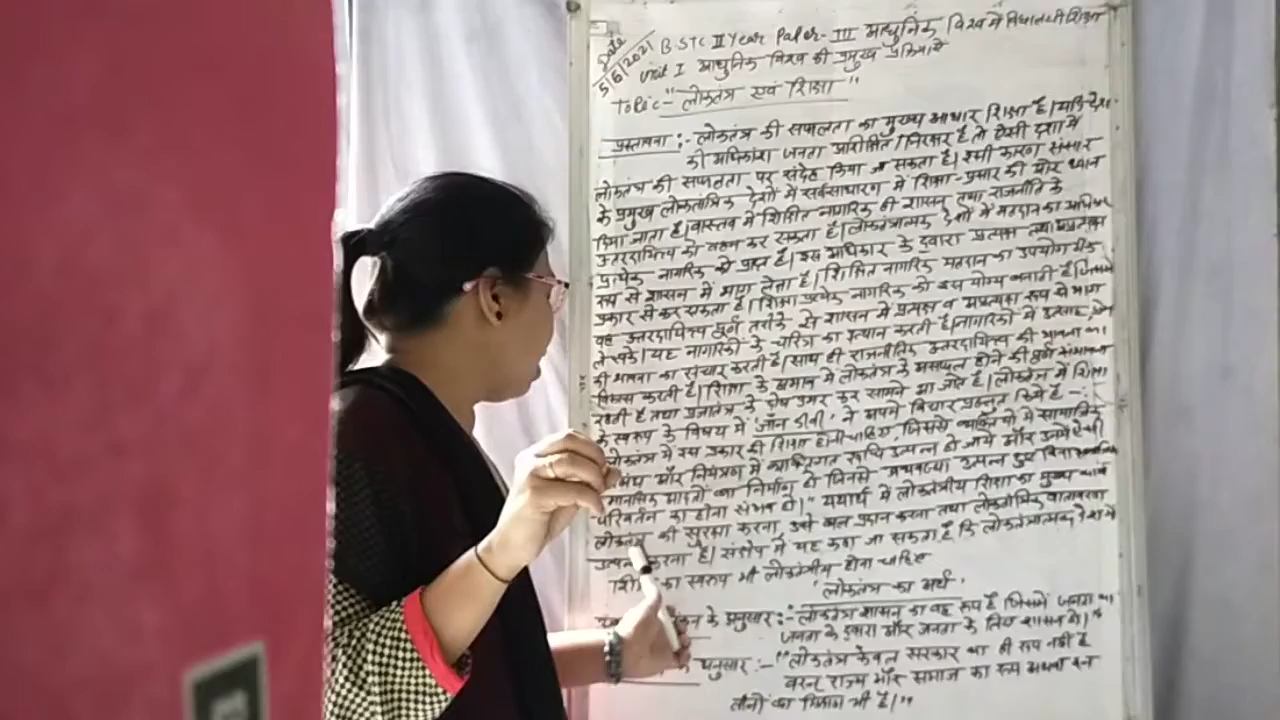 Date
5/6/2021
B.STC II Year Paper-III आधुनिक विश्व में विद्यालयी शिक्षा
Unit I आधुनिक विश्व की प्रमुख प्रक्रियायें
Topic - "लोकतंत्र एवं शिक्षा"
प्रस्तावना :- लोकतंत्र की सफलता का मुख्य आधार शिक्षा है। यदि देश
की अधिकांश जनता अशिक्षित / निरक्षर है तो ऐसी दशा में
लोकतंत्र की सफलता पर संदेह किया जा सकता है। इसी कारण संसार
के प्रमुख लोकतांत्रिक देशों में सर्वसाधारण में शिक्षा-प्रसार की ओर ध्यान
दिया जाता है। वास्तव में शिक्षित नागरिक ही शासन तथा राजनीति के
उत्तरदायित्व को वहन कर सकता है। लोकतंत्रात्मक देशों में मतदान का अधिकार
प्रत्येक नागरिक को प्राप्त है। इस अधिकार के द्वारा प्रत्यक्ष तथा अप्रत्यक्ष
रूप से शासन में भाग लेता है। शिक्षित नागरिक मतदान का उपयोग ठीक
प्रकार से कर सकता है। शिक्षा प्रत्येक नागरिक को इस योग्य बनाती है जिससे
वह उत्तरदायित्व पूर्ण तरीके से शासन में प्रत्यक्ष व अप्रत्यक्ष रूप से भाग
ले सके। यह नागरिकों के चरित्र का उत्थान करती है। नागरिकों में उत्साह
की भावना का संचार करती है। साथ ही राजनीतिक उत्तरदायित्व की भावना का
विकास करती है। शिक्षा के अभाव में लोकतंत्र के असफल होने की पूर्ण संभावना
रहती है तथा प्रजातंत्र के दोष उभर कर सामने आ जाते हैं। लोकतंत्र में शिक्षा
के स्वरूप के विषय में 'जॉन डीवी' ने अपने विचार प्रस्तुत किये है -:
लोकतंत्र में इस प्रकार की शिक्षा होनी चाहिए, जिससे व्यक्तियों में सामाजिक
और नियंत्रण में व्यक्तिगत रुचि उत्पन्न हो जाये और उनमें ऐसी
मानसिक आदतों का निर्माण हो जिनसे अव्यवस्था उत्पन्न हुए बिना सामाजिक
परिवर्तन का होना संभव हो।" यथार्थ में लोकतंत्रीय शिक्षा का मुख्य कार्य
लोकतंत्र की सुरक्षा करना, उसे बल प्रदान करना तथा लोकतांत्रिक वातावरण
उत्पन्न करना है। संक्षेप में यह कहा जा सकता है कि लोकतंत्रात्मक देश में
का स्वरूप भी लोकतंत्रीय होना चाहिए
'लोकतंत्र का अर्थ'
के अनुसार :- "लोकतंत्र शासन का वह रूप है जिसमें जनता का
जनता के द्वारा और जनता के लिए शासन हो।"
अनुसार :- "लोकतंत्र केवल सरकार का ही रूप नहीं है
वरन् राज्य और समाज का रूप अथवा इन
तीनों का मिश्रण भी है।"